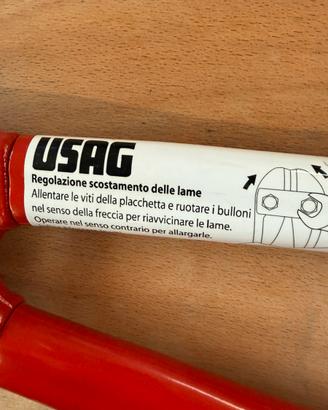 USAG
Regolazione scostamento delle lame
Allentare le viti della placchetta e ruotare i bulloni
nel senso della freccia per riavvicinare le lame.
Operare nel senso contrario per allargarle.